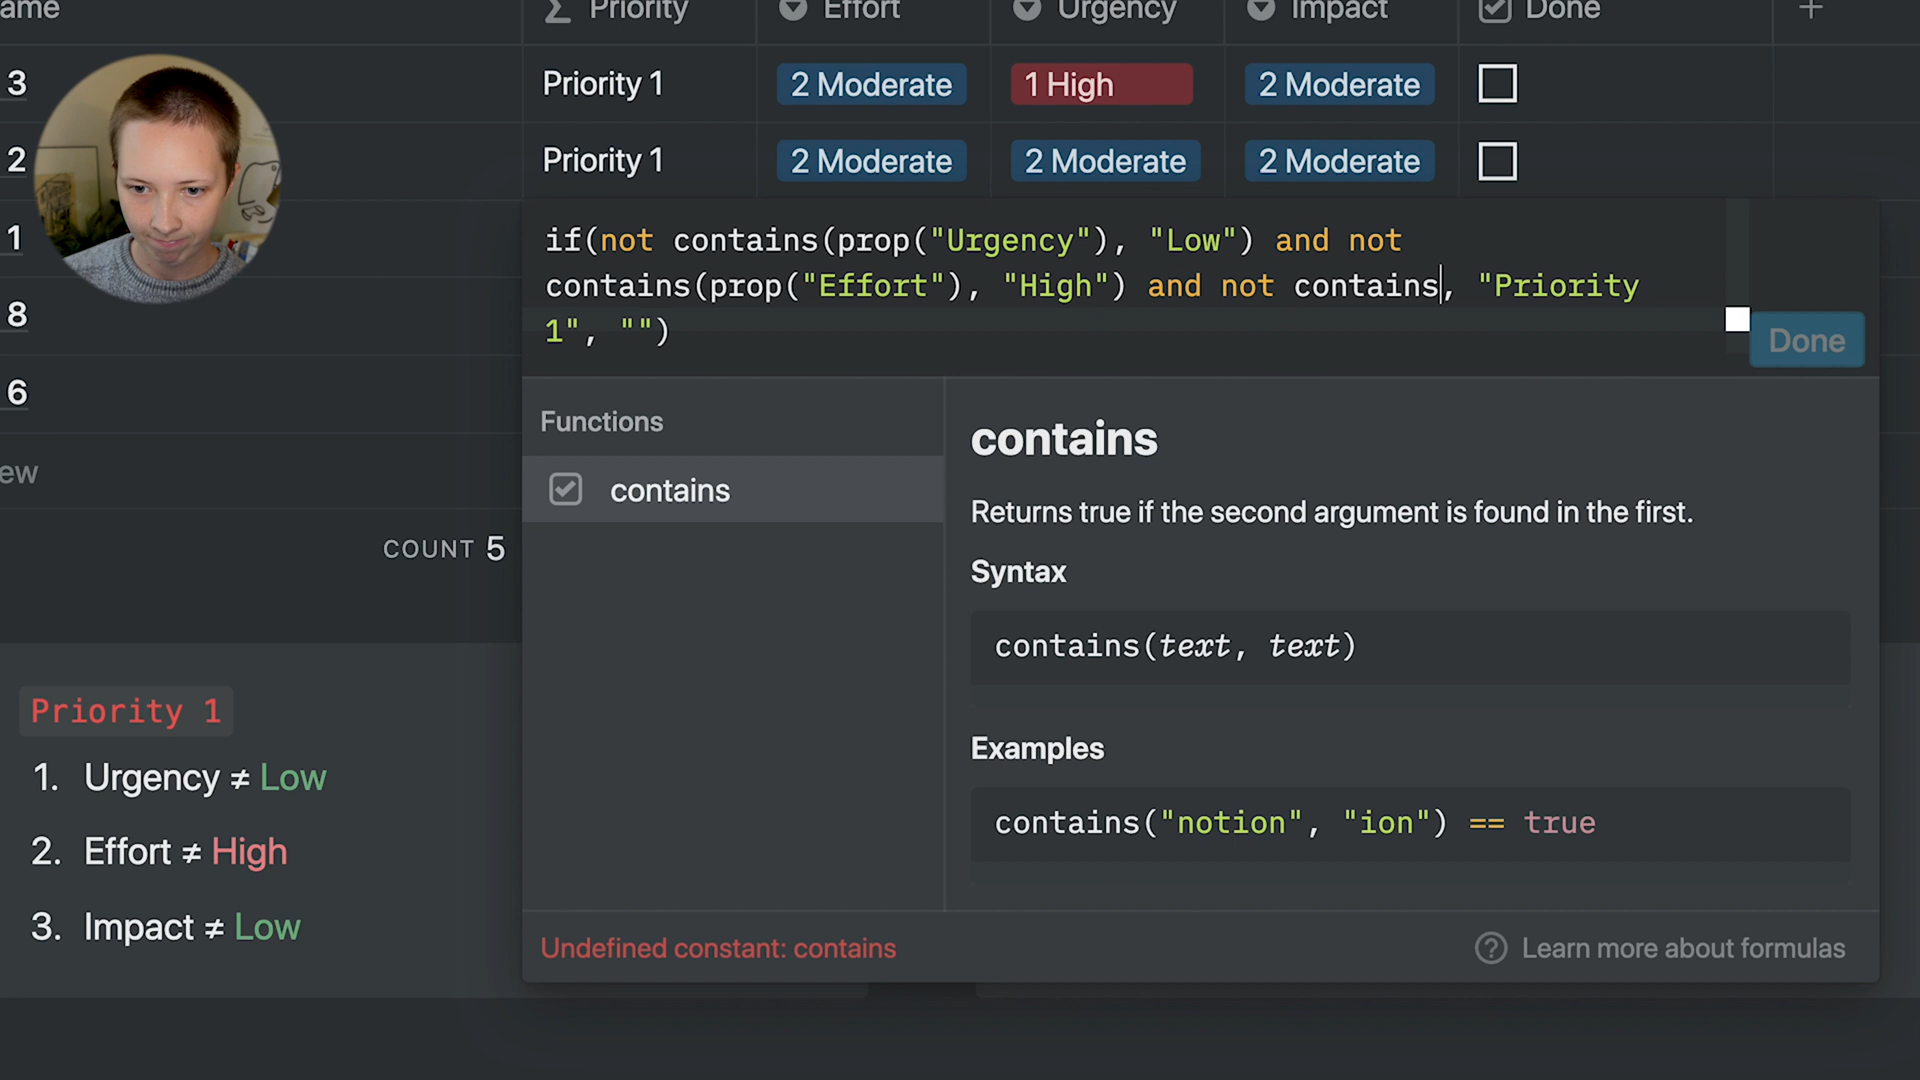 ame
Priority
Effort
Urgency
Impact
Done
+
3
Priority 1
2 Moderate
1 High
2 Moderate
2
Priority 1
2 Moderate
2 Moderate
2 Moderate
1
8
6
ew
COUNT 5
if(not contains(prop("Urgency"), "Low") and not
contains(prop("Effort"), "High") and not contains, "Priority
1", "")
Done
Functions
contains
contains
Returns true if the second argument is found in the first.
Syntax
contains(text, text)
Examples
contains("notion", "ion") == true
Undefined constant: contains
? Learn more about formulas
Priority 1
1. Urgency ≠ Low
2. Effort ≠ High
3. Impact ≠ Low